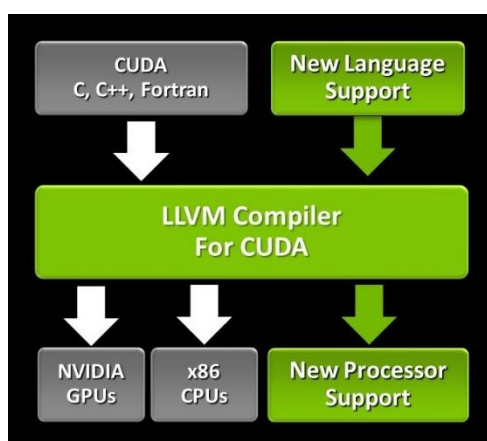 CUDA
C, C++, Fortran
New Language
Support
LLVM Compiler
For CUDA
NVIDIA
GPUs
x86
CPUs
New Processor
Support